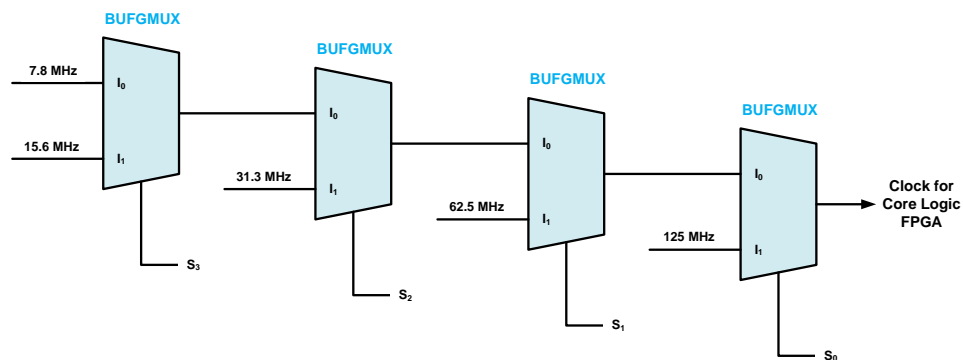 BUFGMUX
7.8 MHz
I₀
15.6 MHz
I₁
S₃
BUFGMUX
I₀
31.3 MHz
I₁
S₂
BUFGMUX
I₀
62.5 MHz
I₁
S₁
BUFGMUX
I₀
125 MHz
I₁
S₀
Clock for
Core Logic
FPGA